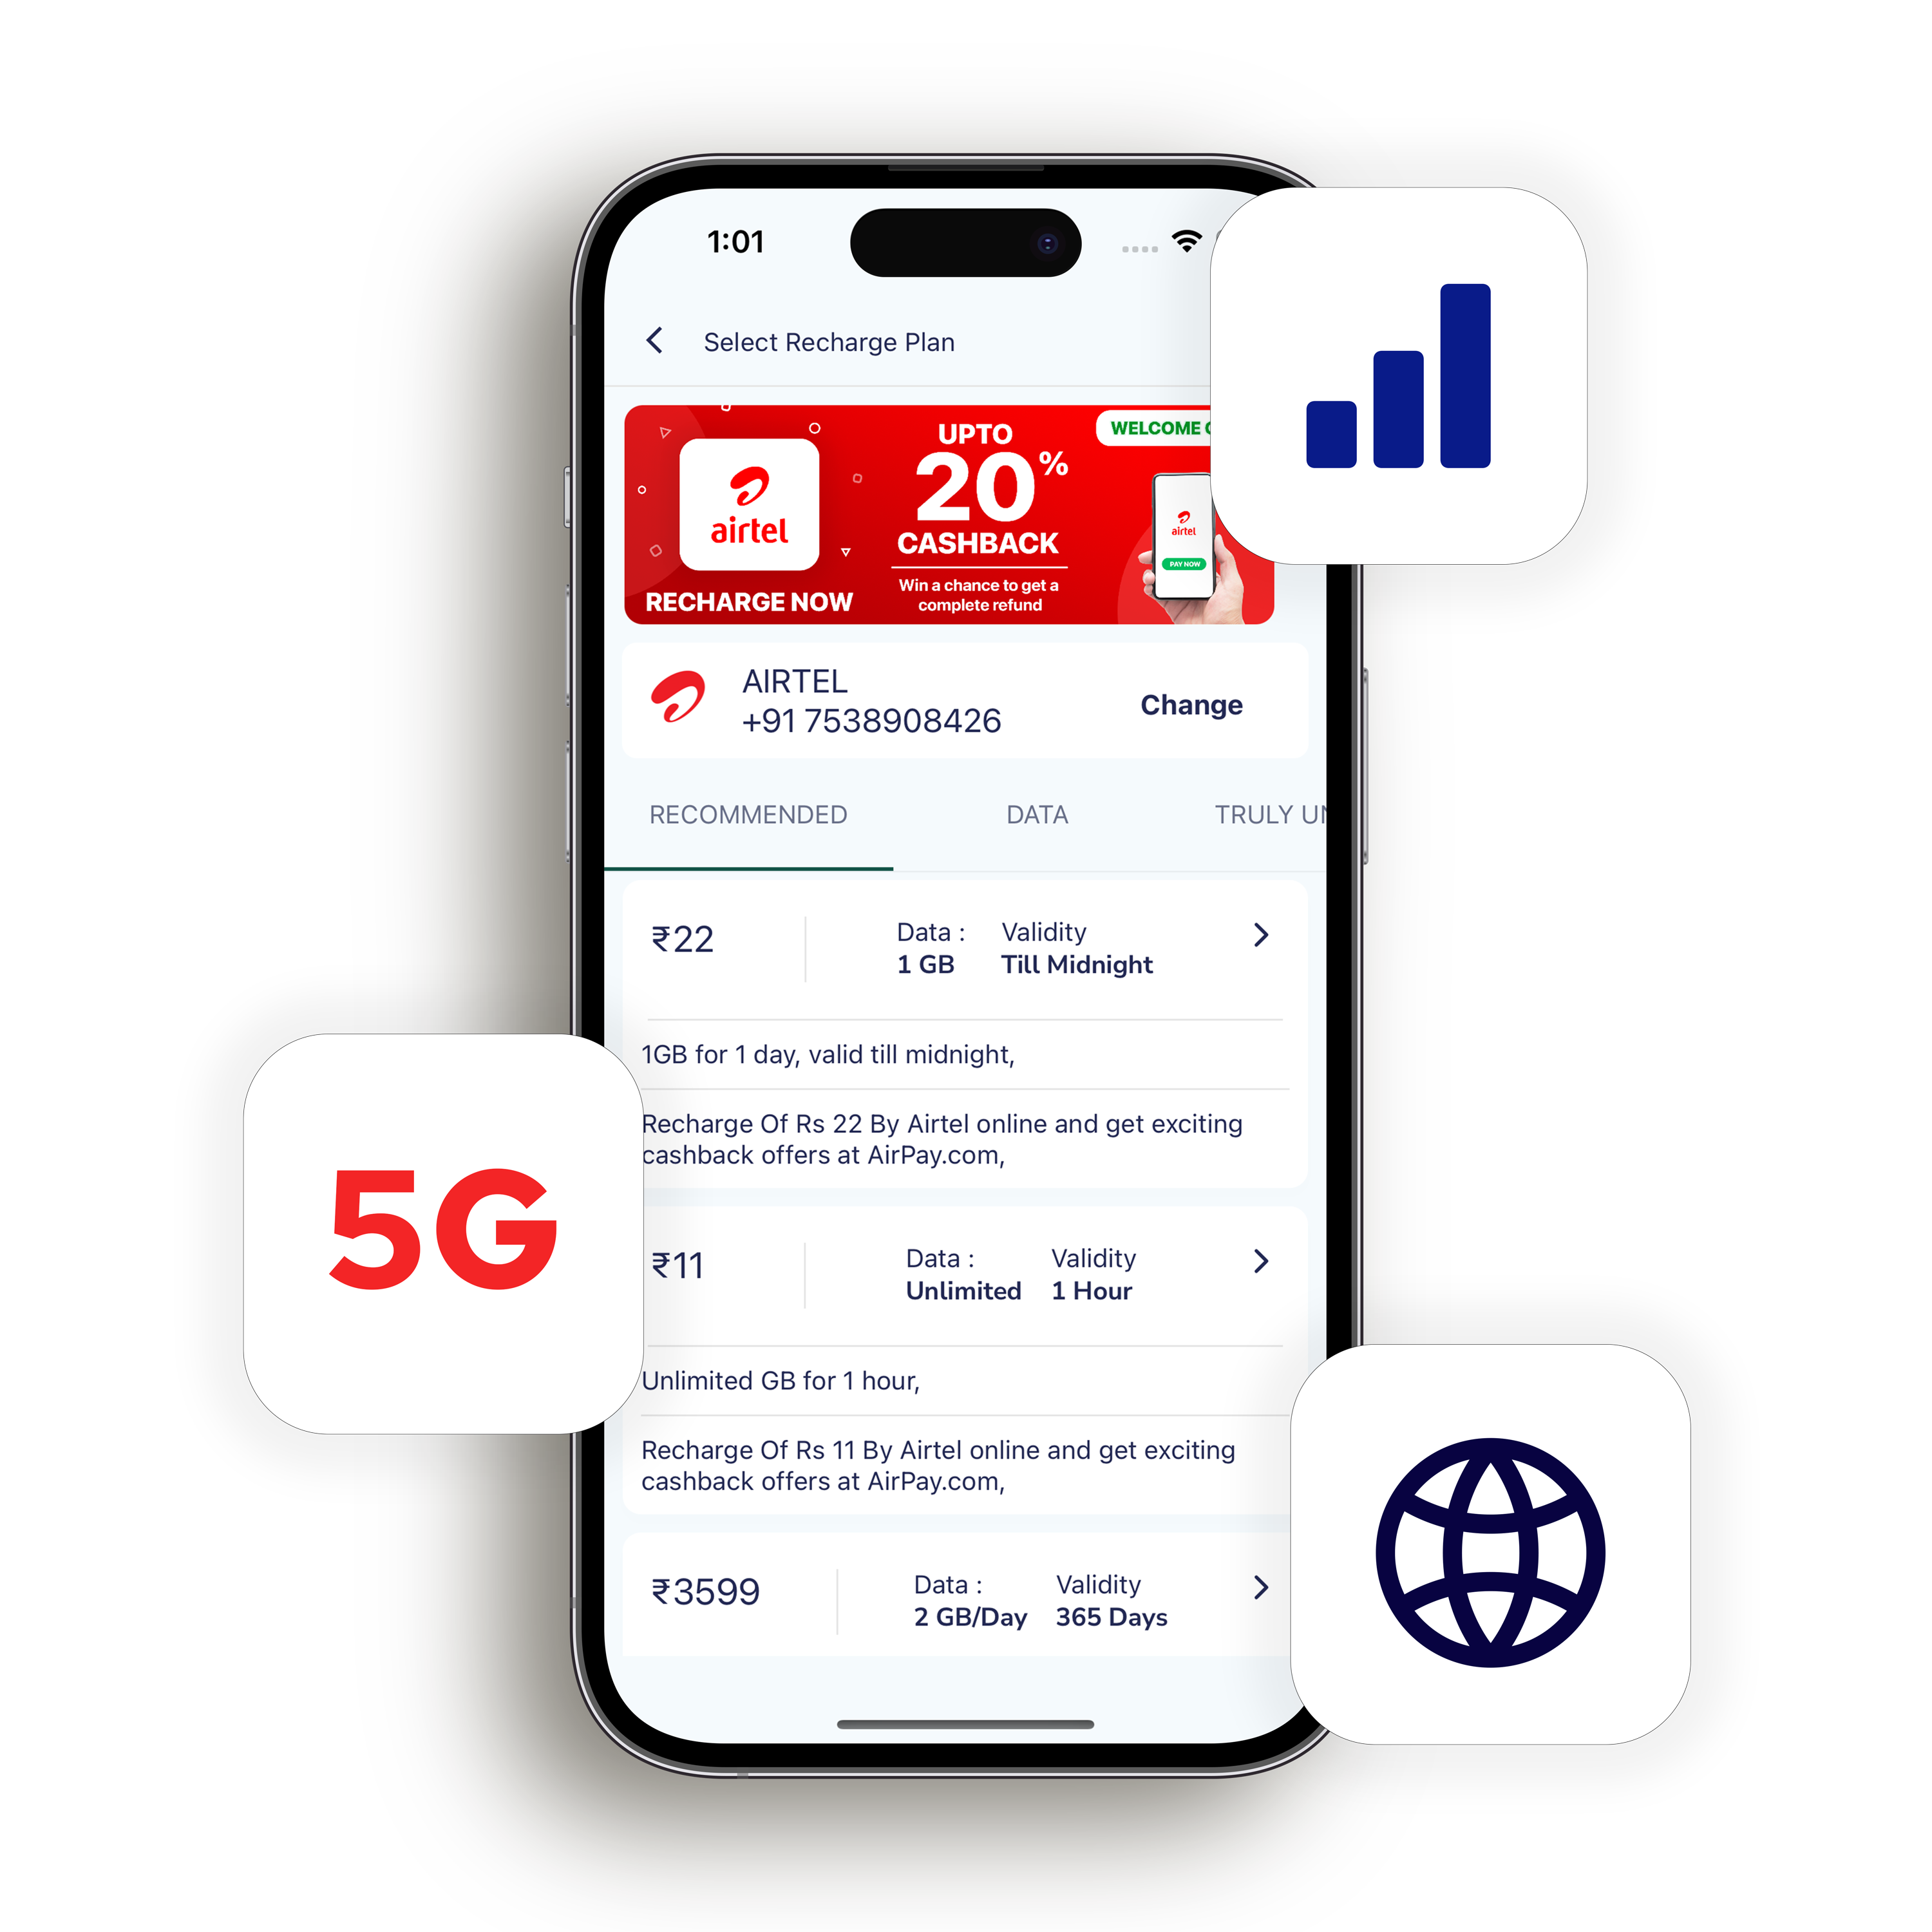 1:01
Select Recharge Plan
UPTO
20%
CASHBACK
Win a chance to get a
complete refund
airtel
RECHARGE NOW
WELCOME
airtel
PAY NOW
AIRTEL
+91 7538908426
Change
RECOMMENDED DATA TRULY
₹22
Data : Validity
1 GB Till Midnight
1GB for 1 day, valid till midnight,
Recharge Of Rs 22 By Airtel online and get exciting
cashback offers at AirPay.com,
5G
₹11
Data : Validity
Unlimited 1 Hour
Unlimited GB for 1 hour,
Recharge Of Rs 11 By Airtel online and get exciting
cashback offers at AirPay.com,
₹3599
Data : Validity
2 GB/Day 365 Days